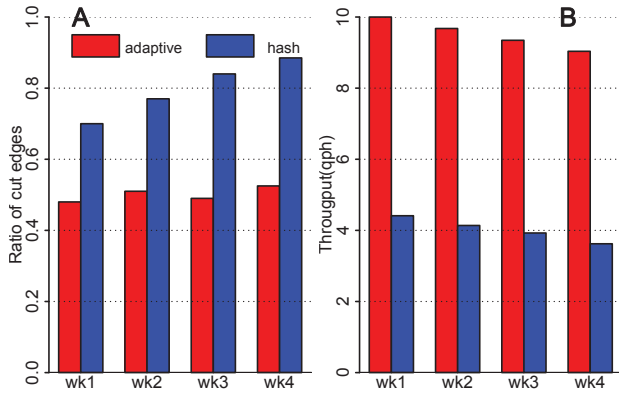 A
adaptive
hash
Ratio of cut edges
1.0
0.8
0.6
0.4
0.2
0.0
wk1 wk2 wk3 wk4
B
Througput(qph)
10
8
6
4
2
0
wk1 wk2 wk3 wk4